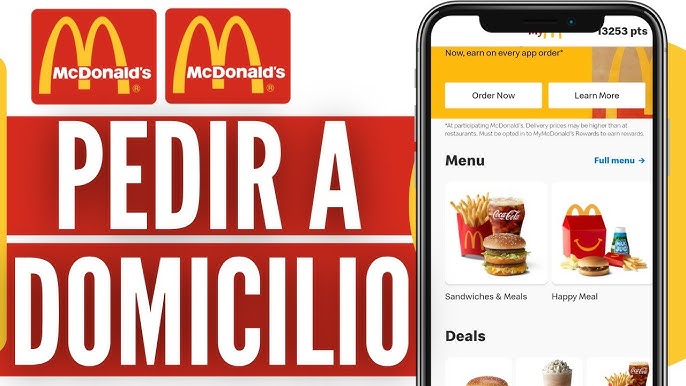 McDonald's
McDonald's
PEDIR A
DOMICILIO
13253 pts
Now, earn on every app order*
Order Now
Learn More
*At participating McDonald's. Delivery prices may be higher than at
restaurants. Must be opted in to MyMcDonald's Rewards to earn rewards.
Menu
Full menu →
Coca-Cola
Sandwiches & Meals
Happy Meal
Deals